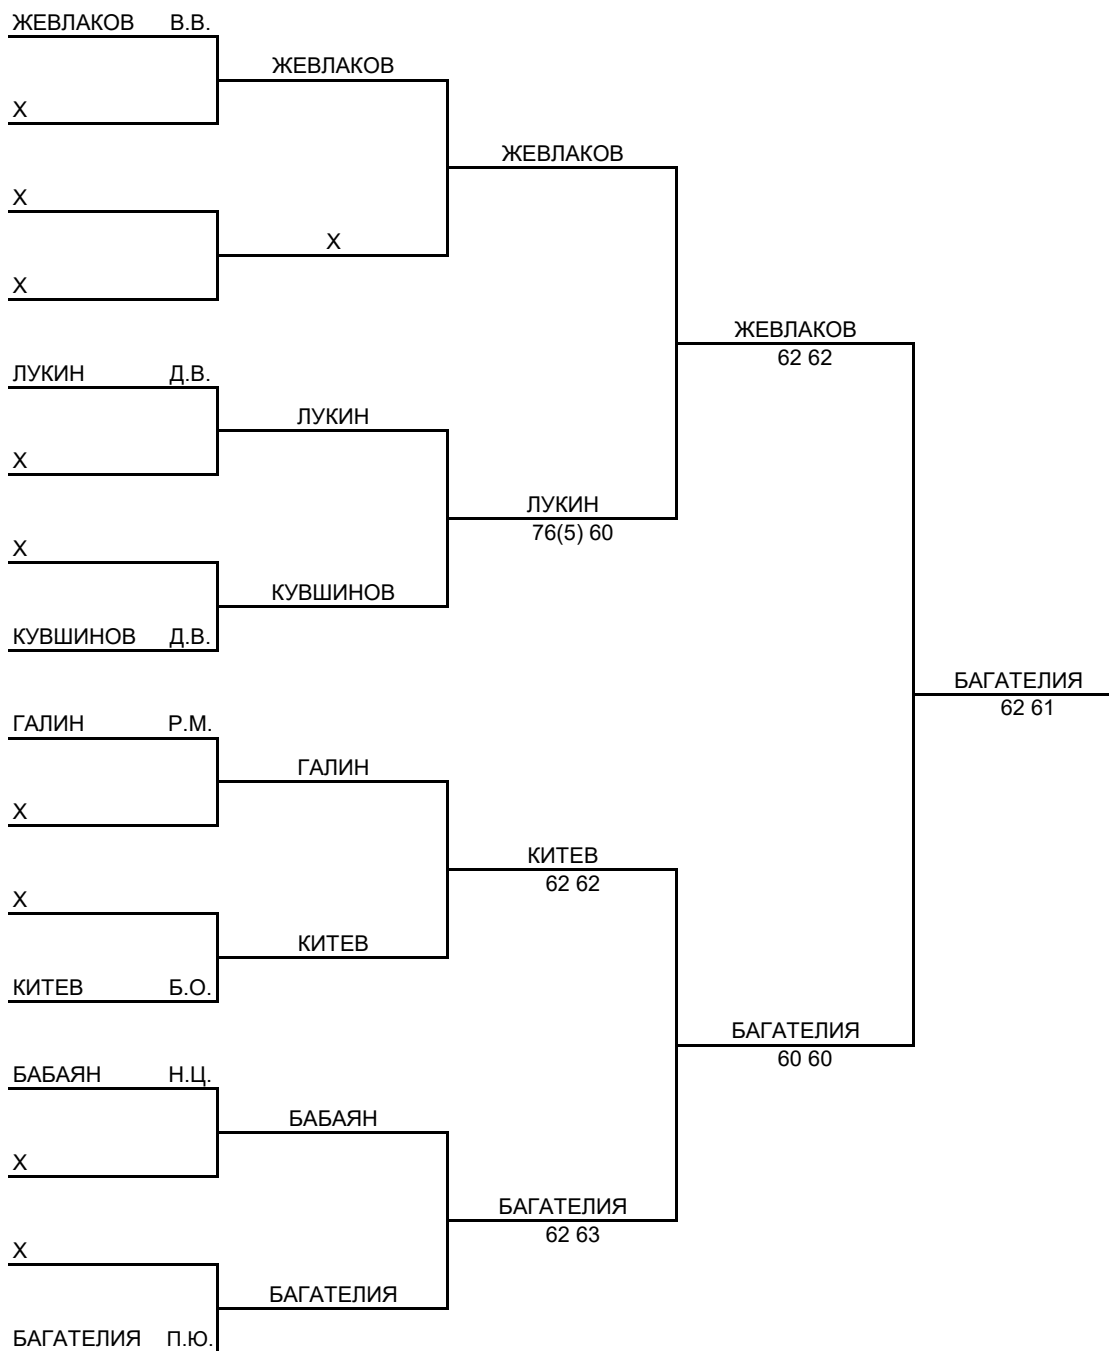 ЖЕВЛАКОВ В.В.
ЖЕВЛАКОВ
Х
ЖЕВЛАКОВ
Х
Х
Х
ЖЕВЛАКОВ
62 62
ЛУКИН Д.В.
ЛУКИН
Х
ЛУКИН
76(5) 60
Х
КУВШИНОВ
КУВШИНОВ Д.В.
БАГАТЕЛИЯ
62 61
ГАЛИН Р.М.
ГАЛИН
Х
КИТЕВ
62 62
Х
КИТЕВ
КИТЕВ Б.О.
БАГАТЕЛИЯ
60 60
БАБАЯН Н.Ц.
БАБАЯН
Х
БАГАТЕЛИЯ
62 63
Х
БАГАТЕЛИЯ
БАГАТЕЛИЯ П.Ю.